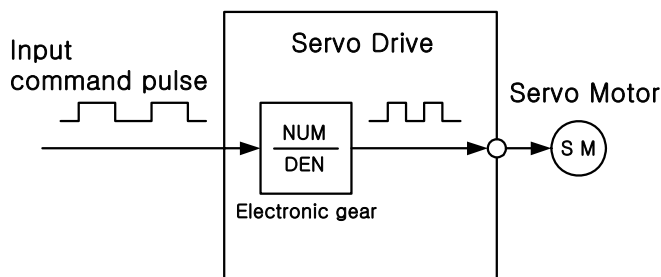 Servo Drive
Input
command pulse
Servo Motor
NUM
DEN
S M
Electronic gear